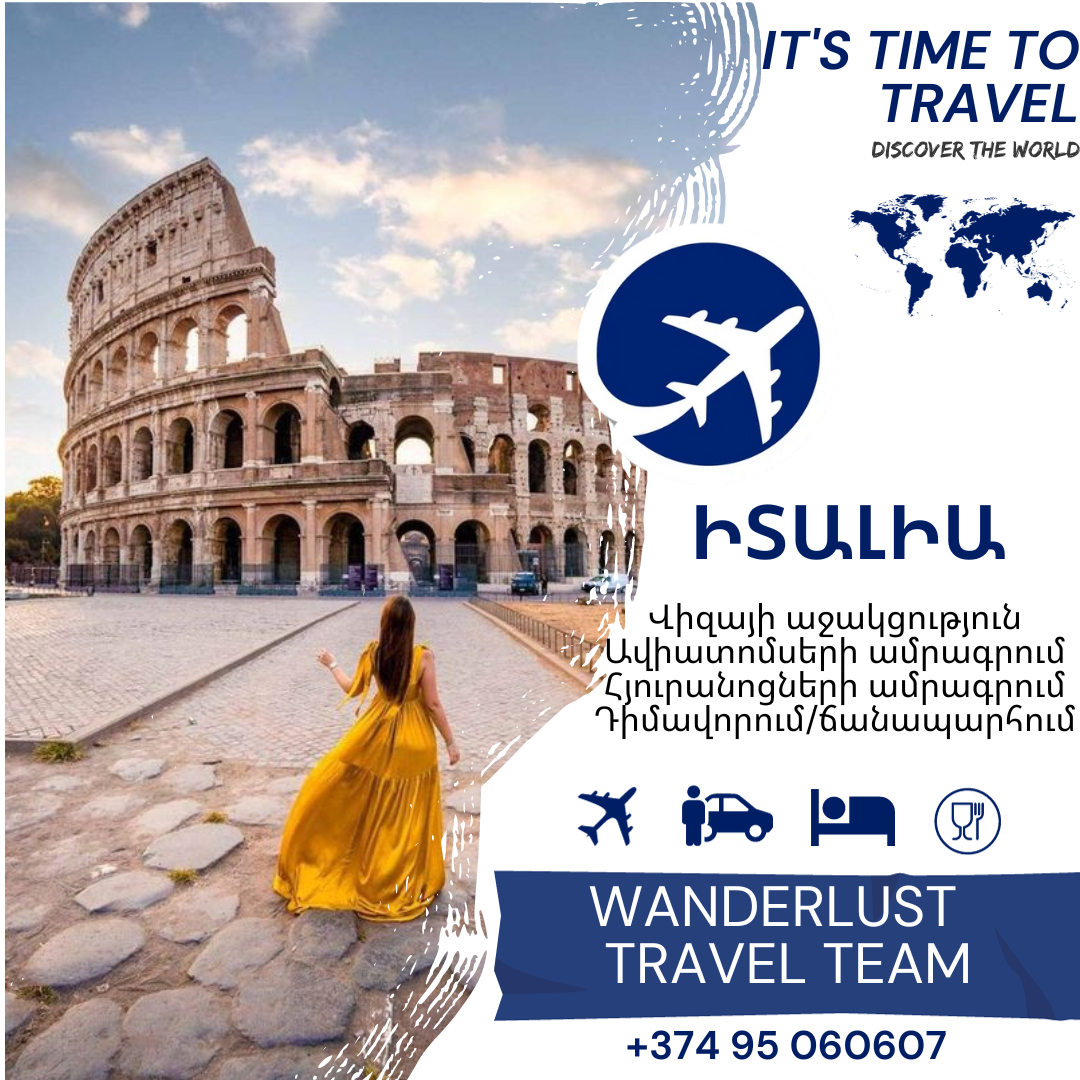 IT'S TIME TO
TRAVEL
DISCOVER THE WORLD
ԻՏԱԼԻԱ
Վիզայի աջակցություն
Ավիատոմսերի ամրագրում
Հյուրանոցների ամրագրում
Դիմավորում/ճանապարհում
WANDERLUST
TRAVEL TEAM
+374 95 060607